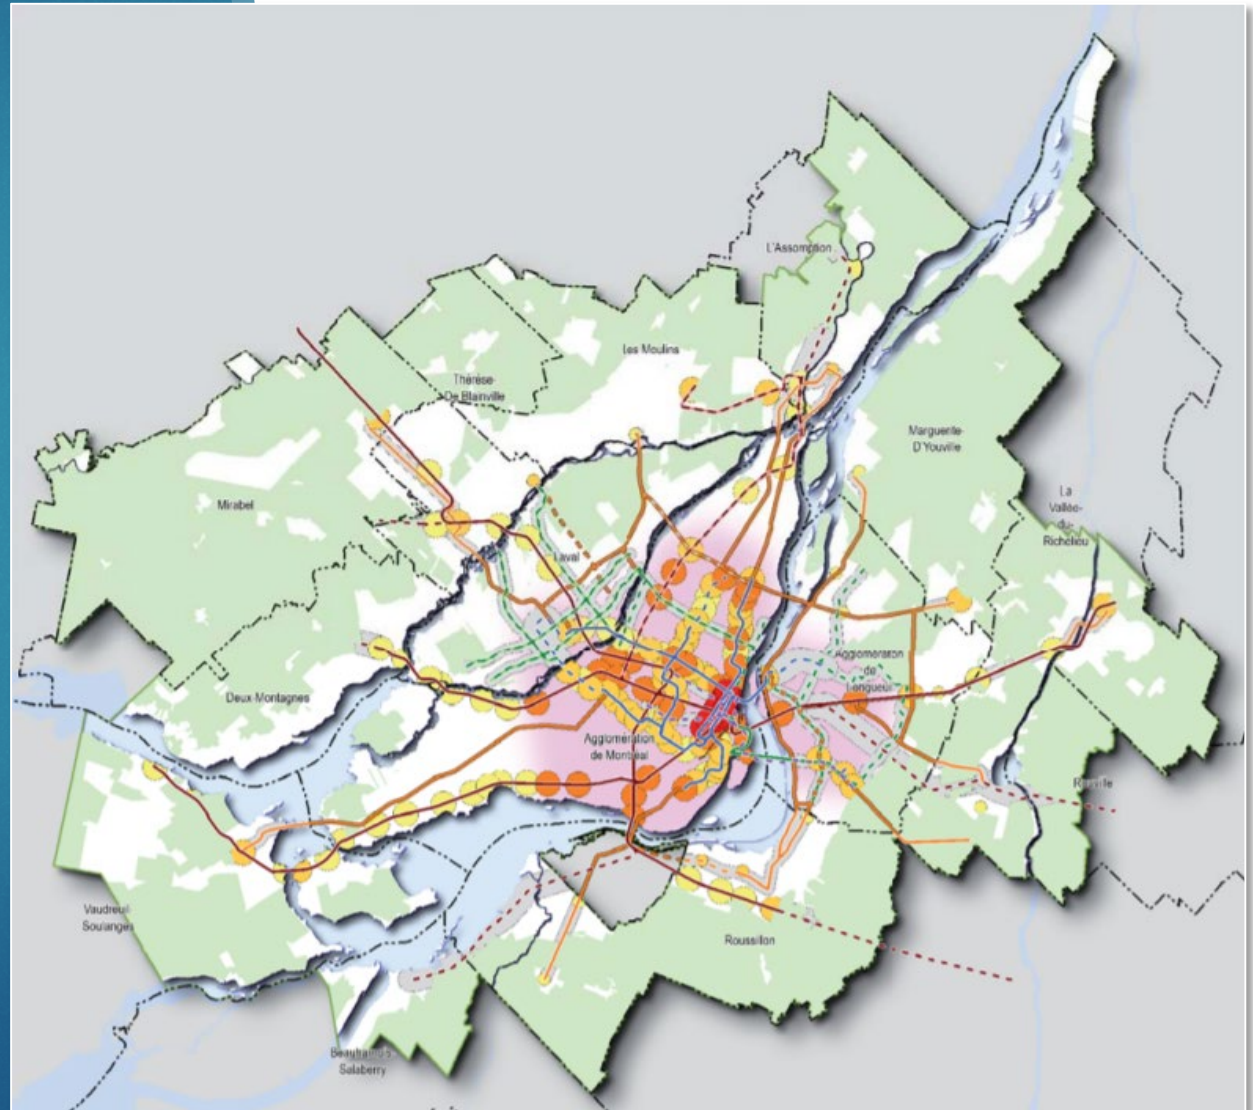 L'Assomption
Les Moulins
Thérèse-
De Blainville
Marguerite-
D'Youville
La
Vallée-
du-
Richelieu
Mirabel
Laval
Agglomération
de
Longueuil
Deux-Montagnes
Agglomération
de Montréal
Rouville
Vaudreuil-
Soulanges
Roussillon
Beauharnois-
Salaberry